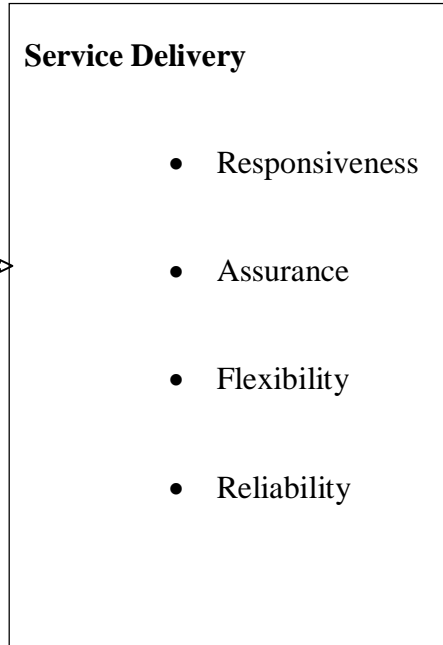 Service Delivery
• Responsiveness
• Assurance
• Flexibility
• Reliability